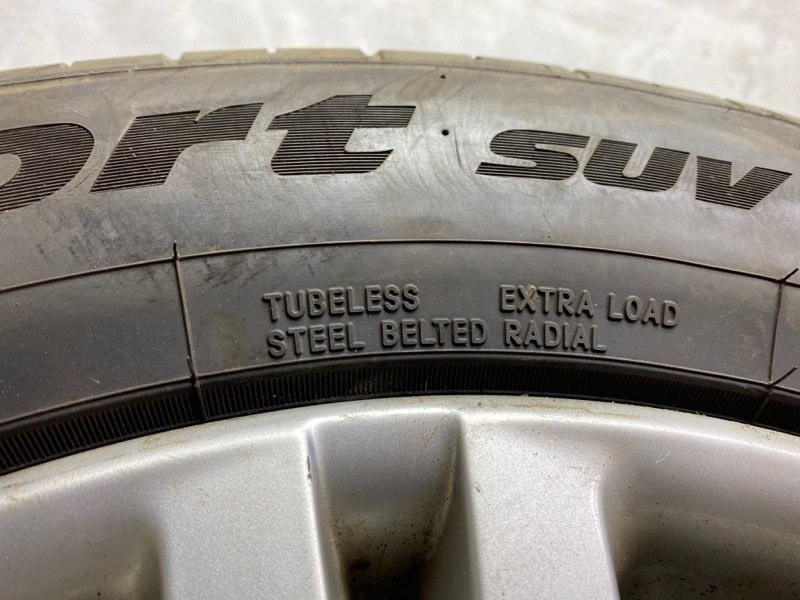 ort SUV
TUBELESS EXTRA LOAD
STEEL BELTED RADIAL